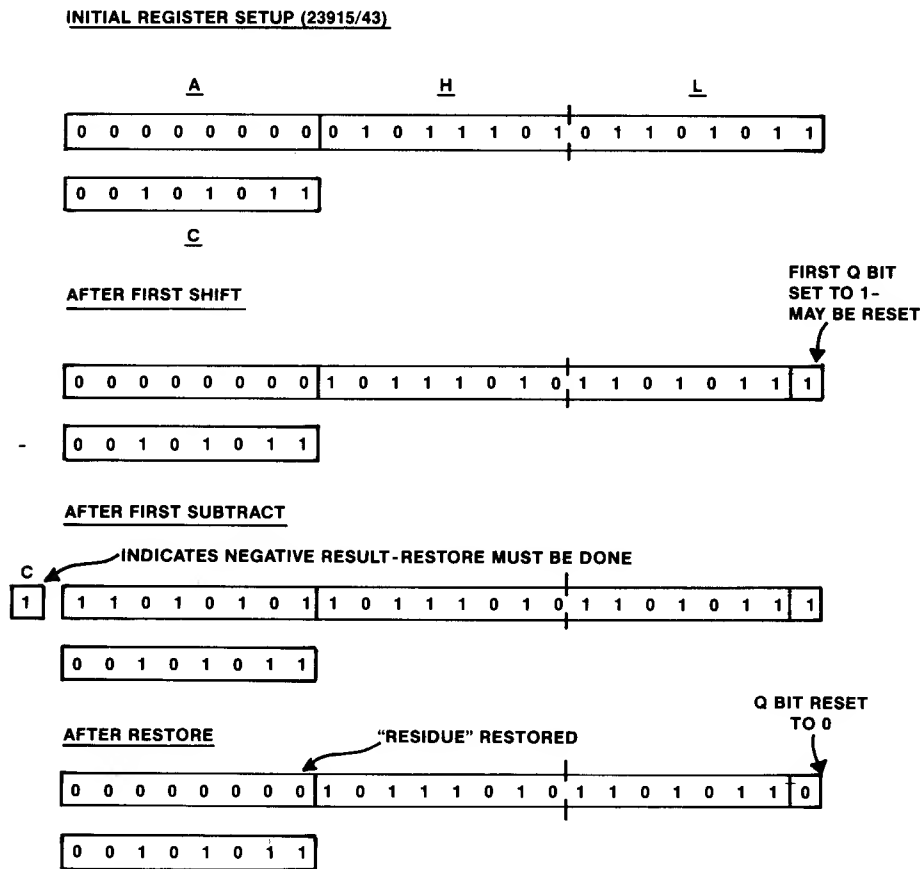 INITIAL REGISTER SETUP (23915/43)
A H L
0 0 0 0 0 0 0 0 0 1 0 1 1 1 0 1 0 1 1 0 1 0 1 1
0 0 1 0 1 0 1 1
C
AFTER FIRST SHIFT
FIRST Q BIT
SET TO 1-
MAY BE RESET
0 0 0 0 0 0 0 0 1 0 1 1 1 0 1 0 1 1 0 1 0 1 1 1
- 0 0 1 0 1 0 1 1
AFTER FIRST SUBTRACT
C INDICATES NEGATIVE RESULT-RESTORE MUST BE DONE
1 1 1 0 1 0 1 0 1 1 0 1 1 1 0 1 0 1 1 0 1 0 1 1 1
0 0 1 0 1 0 1 1
AFTER RESTORE
"RESIDUE" RESTORED
Q BIT RESET
TO 0
0 0 0 0 0 0 0 0 1 0 1 1 1 0 1 0 1 1 0 1 0 1 1 0
0 0 1 0 1 0 1 1